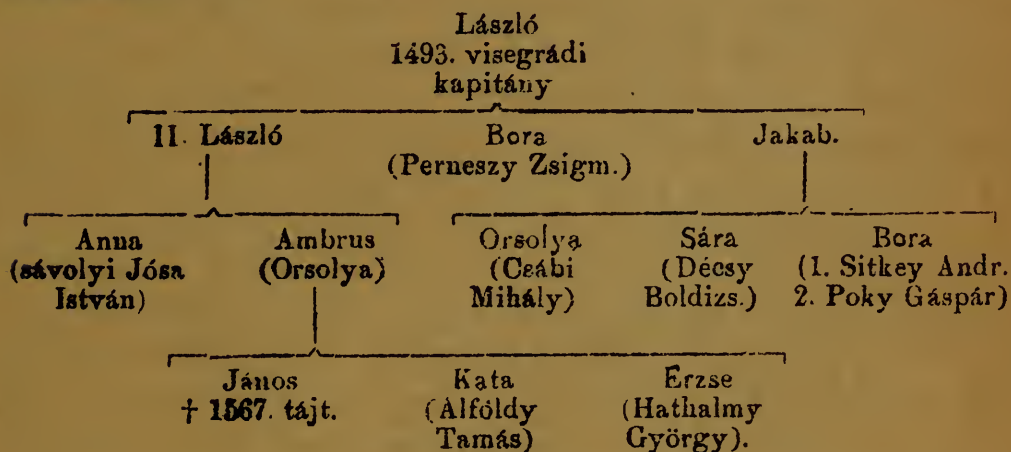 László
1493. visegrádi
kapitány
II. László Bora Jakab.
(Perneszy Zsigm.)
Anna Ambrus Orsolya Sára Bora
(sávolyi Jósa (Orsolya) (Csábi (Décsy (1. Sitkey Andr.
István) Mihály) Boldizs.) 2. Poky Gáspár)
János Kata Erzse
† 1567. tájt. (Alföldy (Hathalmy
Tamás) György).